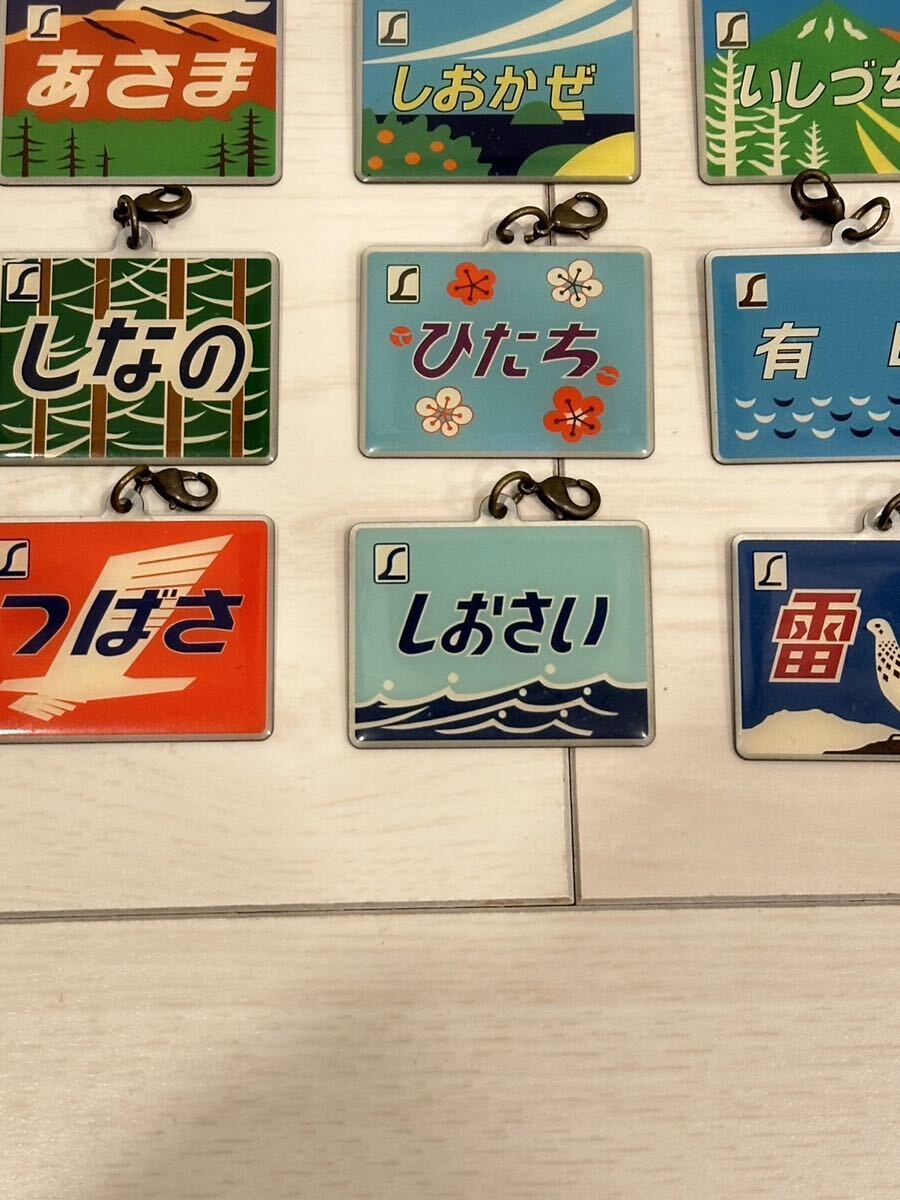 あさま
しおかぜ
いしづち
しなの
ひたち
有
つばさ
しおさい
雷